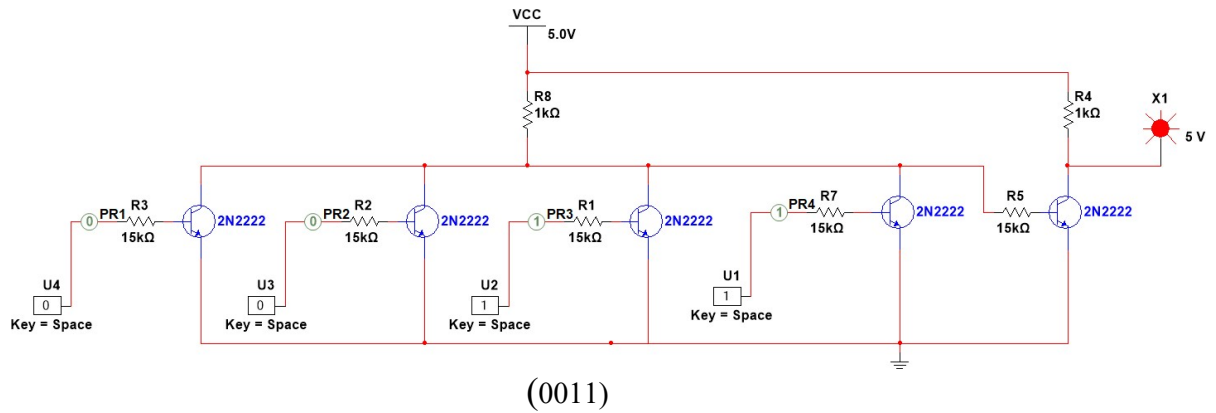 VCC
5.0V
R8
1kΩ
R4
1kΩ
X1
5 V
0 PR1 R3
15kΩ
2N2222
0 PR2 R2
15kΩ
2N2222
1 PR3 R1
15kΩ
2N2222
1 PR4 R7
15kΩ
2N2222
R5
15kΩ
2N2222
U4
0
Key = Space
U3
0
Key = Space
U2
1
Key = Space
U1
1
Key = Space
(0011)